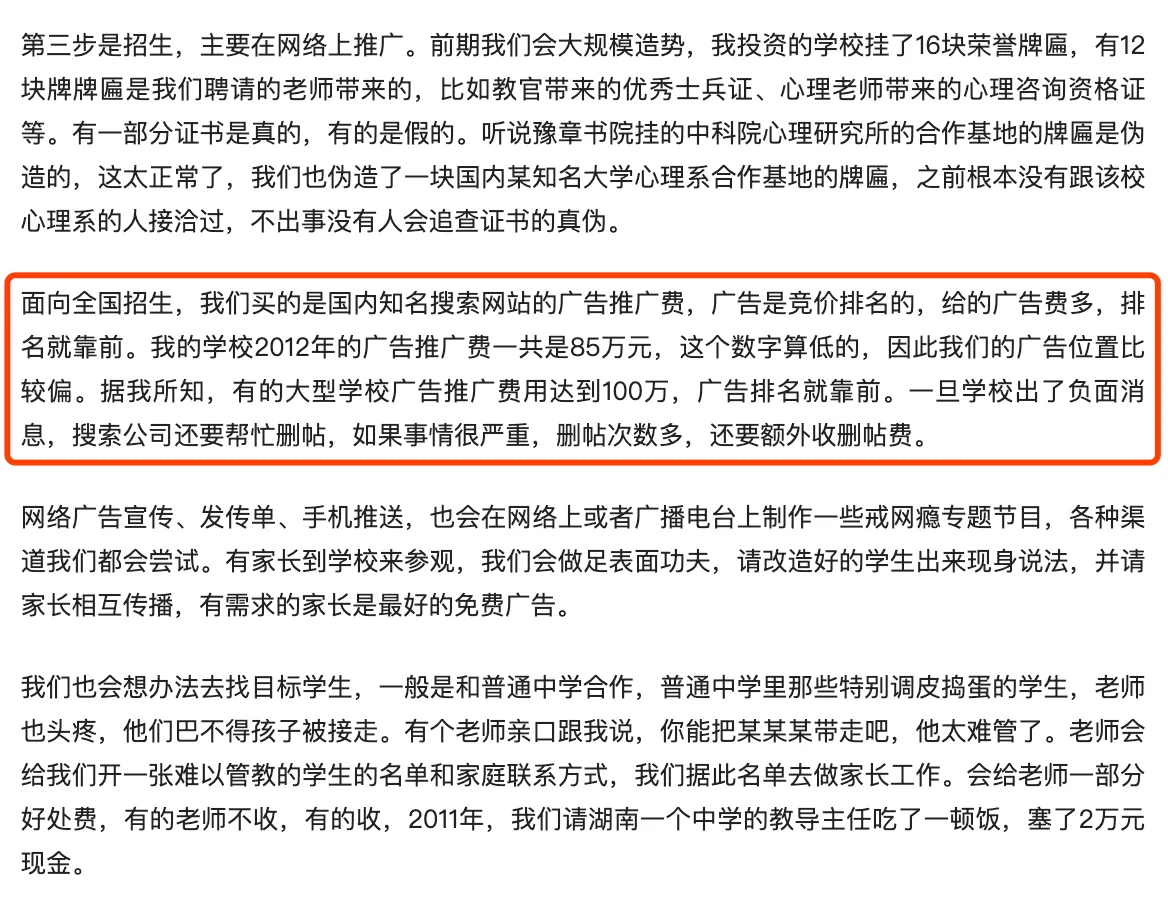 第三步是招生，主要在网络上推广。前期我们会大规模造势，我投资的学校挂了16块荣誉牌匾，有12
块牌牌匾是我们聘请的老师带来的，比如教官带来的优秀士兵证、心理老师带来的心理咨询资格证
等。有一部分证书是真的，有的是假的。听说豫章书院挂的中科院心理研究所的合作基地的牌匾是伪
造的，这太正常了，我们也伪造了一块国内某知名大学心理系合作基地的牌匾，之前根本没有跟该校
心理系的人接洽过，不出事没有人会追查证书的真伪。
面向全国招生，我们买的是国内知名搜索网站的广告推广费，广告是竞价排名的，给的广告费多，排
名就靠前。我的学校2012年的广告推广费一共是85万元，这个数字算低的，因此我们的广告位置比
较偏。据我所知，有的大型学校广告推广费用达到100万，广告排名就靠前。一旦学校出了负面消
息，搜索公司还要帮忙删帖，如果事情很严重，删帖次数多，还要额外收删帖费。
网络广告宣传、发传单、手机推送，也会在网络上或者广播电台上制作一些戒网瘾专题节目，各种渠
道我们都会尝试。有家长到学校来参观，我们会做足表面功夫，请改造好的学生出来现身说法，并请
家长相互传播，有需求的家长是最好的免费广告。
我们也会想办法去找目标学生，一般是和普通中学合作，普通中学里那些特别调皮捣蛋的学生，老师
也头疼，他们巴不得孩子被接走。有个老师亲口跟我说，你能把某某某带走吧，他太难管了。老师会
给我们开一张难以管教的学生的名单和家庭联系方式，我们据此名单去做家长工作。会给老师一部分
好处费，有的老师不收，有的收，2011年，我们请湖南一个中学的教导主任吃了一顿饭，塞了2万元
现金。